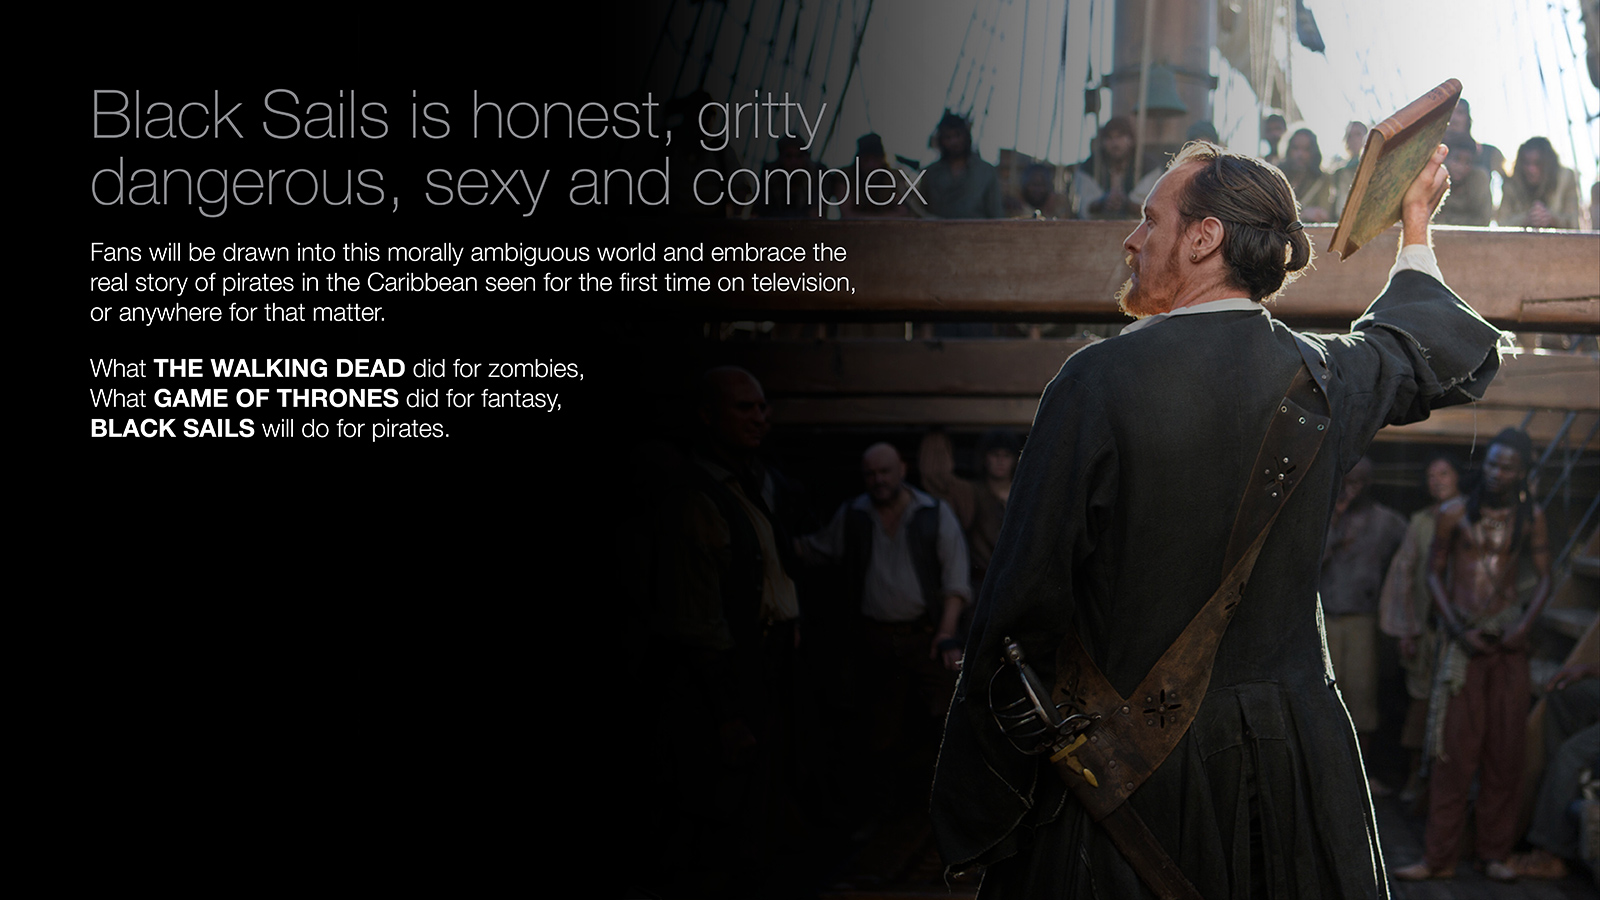 Black Sails is honest, gritty
dangerous, sexy and complex
Fans will be drawn into this morally ambiguous world and embrace the
real story of pirates in the Caribbean seen for the first time on television,
or anywhere for that matter.
What THE WALKING DEAD did for zombies,
What GAME OF THRONES did for fantasy,
BLACK SAILS will do for pirates.